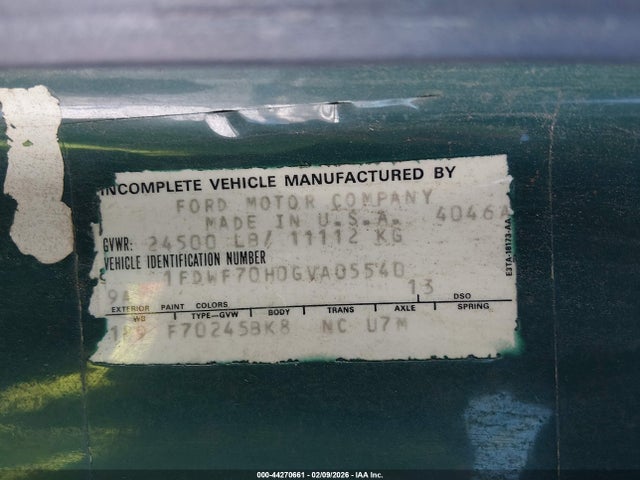 INCOMPLETE VEHICLE MANUFACTURED BY
FORD MOTOR COMPANY
MADE IN U.S.A. 4046A
GVWR: 24500 LB/ 11112 KG
VEHICLE IDENTIFICATION NUMBER
1FDWF70H0GVA05540
9A 13
EXTERIOR PAINT COLORS DSO
WB TYPE-GVW BODY TRANS AXLE SPRING
F70245BK8 NC U7M
E3TA-18173-AA
000-44270661 - 02/09/2026 - IAA Inc.